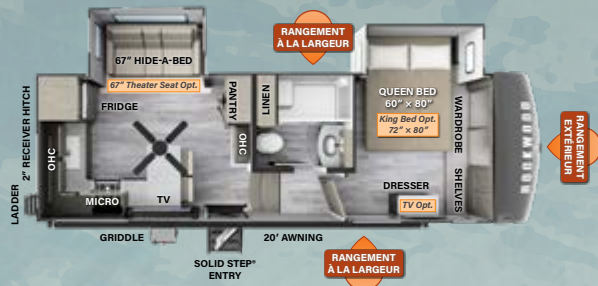 RANGEMENT
À LA LARGEUR
67" HIDE-A-BED
67" Theater Seat Opt.
FRIDGE
PANTRY
LINEN
OHC
QUEEN BED
60" × 80"
King Bed Opt.
72" × 80"
WARDROBE
SHELVES
ROCKWOOD
RANGEMENT
EXTÉRIEUR
LADDER
2" RECEIVER HITCH
OHC
MICRO
TV
DRESSER
TV Opt.
GRIDDLE
SOLID STEP®
ENTRY
20' AWNING
RANGEMENT
À LA LARGEUR